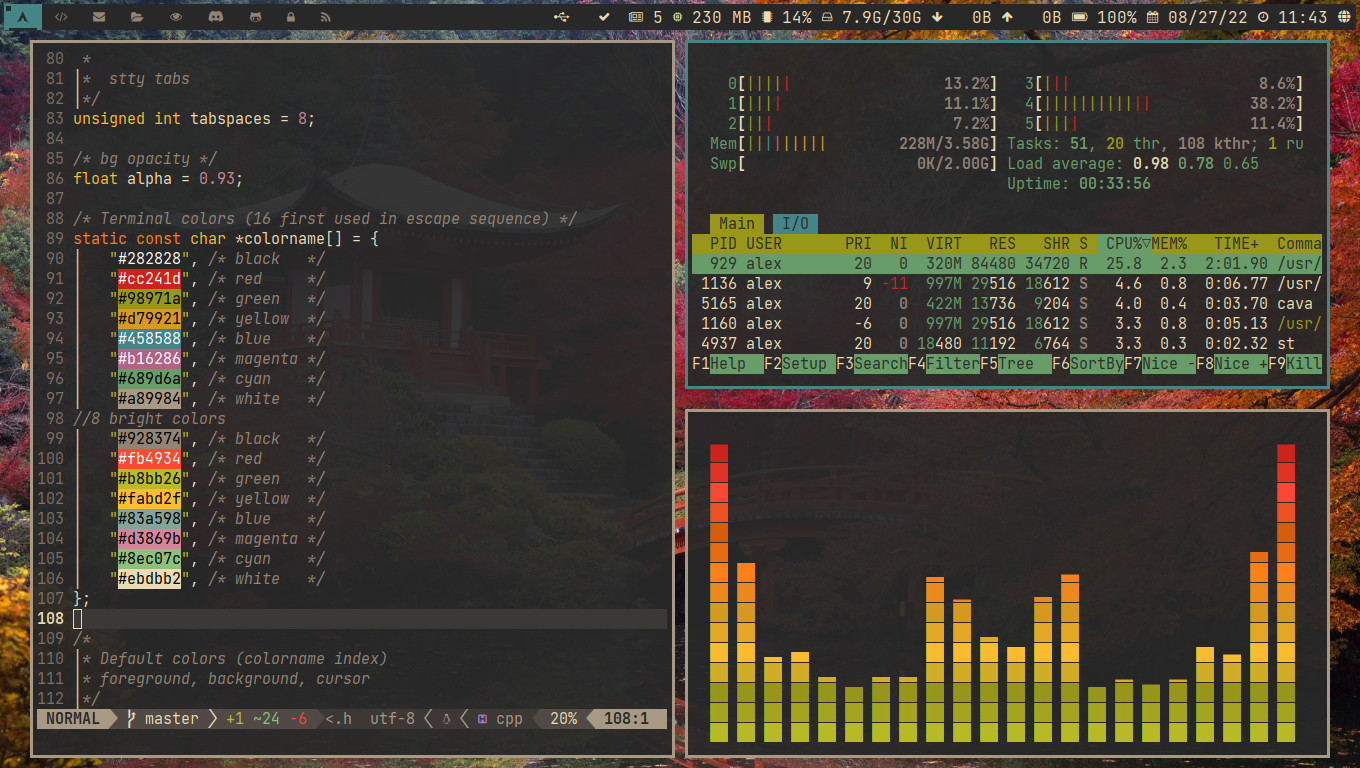 5 230 MB 14% 7.9G/30G 0B 0B 100% 08/27/22 11:43
80 *
81 * stty tabs
82 */
83 unsigned int tabspaces = 8;
84
85 /* bg opacity */
86 float alpha = 0.93;
87
88 /* Terminal colors (16 first used in escape sequence) */
89 static const char *colorname[] = {
90 "#282828", /* black */
91 "#cc241d", /* red */
92 "#98971a", /* green */
93 "#d79921", /* yellow */
94 "#458588", /* blue */
95 "#b16286", /* magenta */
96 "#689d6a", /* cyan */
97 "#a89984", /* white */
98 //8 bright colors
99 "#928374", /* black */
100 "#fb4934", /* red */
101 "#b8bb26", /* green */
102 "#fabd2f", /* yellow */
103 "#83a598", /* blue */
104 "#d3869b", /* magenta */
105 "#8ec07c", /* cyan */
106 "#ebdbb2", /* white */
107 };
108
109 /*
110 * Default colors (colorname index)
111 * foreground, background, cursor
112 */
NORMAL master +1 ~24 -6 <.h utf-8 cpp 20% 108:1
0[||||| 13.2%] 3[||| 8.6%]
1[|||| 11.1%] 4[|||||||||||| 38.2%]
2[||| 7.2%] 5[|||| 11.4%]
Mem[||||||||| 228M/3.58G] Tasks: 51, 20 thr, 108 kthr; 1 ru
Swp[ 0K/2.00G] Load average: 0.98 0.78 0.65
Uptime: 00:33:56
Main I/O
PID USER PRI NI VIRT RES SHR S CPU%▽MEM% TIME+ Comma
929 alex 20 0 320M 84480 34720 R 25.8 2.3 2:01.90 /usr/
1136 alex 9 -11 997M 29516 18612 S 4.6 0.8 0:06.77 /usr/
5165 alex 20 0 422M 13736 9204 S 4.0 0.4 0:03.70 cava
1160 alex -6 0 997M 29516 18612 S 3.3 0.8 0:05.13 /usr/
4937 alex 20 0 18480 11192 6764 S 3.3 0.3 0:02.32 st
F1Help F2Setup F3SearchF4FilterF5Tree F6SortByF7Nice -F8Nice +F9Kill